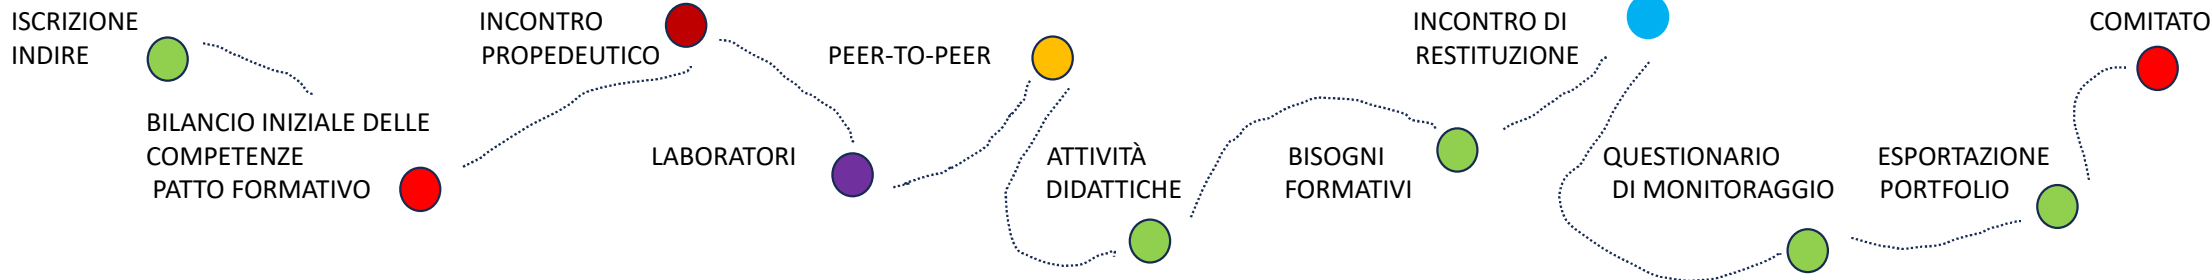 ISCRIZIONE
INDIRE
BILANCIO INIZIALE DELLE
COMPETENZE
PATTO FORMATIVO
INCONTRO
PROPEDEUTICO
LABORATORI
PEER-TO-PEER
ATTIVITÀ
DIDATTICHE
BISOGNI
FORMATIVI
INCONTRO DI
RESTITUZIONE
QUESTIONARIO
DI MONITORAGGIO
ESPORTAZIONE
PORTFOLIO
COMITATO